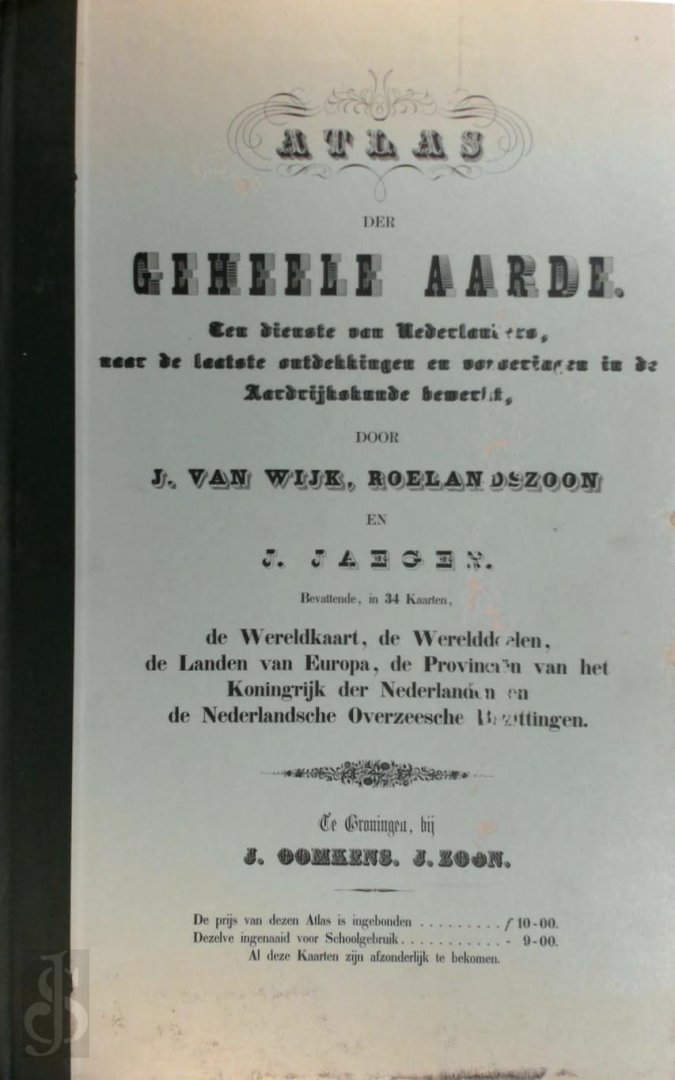 ATLAS
DER
GEHEELE AARDE.
Ten dienste van Nederlanders,
naar de laatste ontdekkingen en vorderingen in de
Aardrijkskunde bewerkt,
DOOR
J. VAN WIJK, ROELANDSZOON
EN
J. JAEGER.
Bevattende, in 34 Kaarten,
de Wereldkaart, de Werelddeelen,
de Landen van Europa, de Provinciën van het
Koningrijk der Nederlanden en
de Nederlandsche Overzeesche Bezittingen.
Te Groningen, bij
J. OOMKENS, J. ZOON.
De prijs van dezen Atlas is ingebonden ......... f 10-00.
Dezelve ingenaaid voor Schoolgebruik............ - 9-00.
Al deze Kaarten zijn afzonderlijk te bekomen.